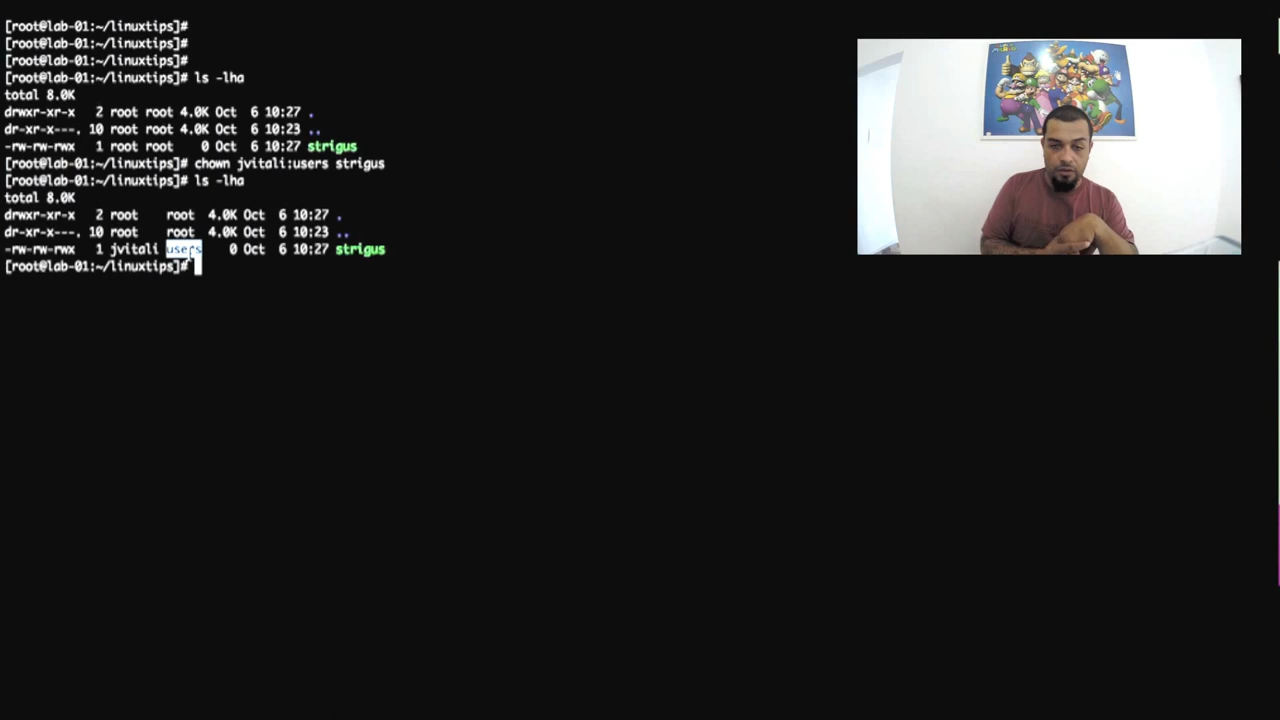 [root@lab-01:~/linuxtips]#
[root@lab-01:~/linuxtips]#
[root@lab-01:~/linuxtips]#
[root@lab-01:~/linuxtips]# ls -lha
total 8.0K
drwxr-xr-x   2 root root 4.0K Oct  6 10:27 .
dr-xr-x---. 10 root root 4.0K Oct  6 10:23 ..
-rw-rw-rwx   1 root root    0 Oct  6 10:27 strigus
[root@lab-01:~/linuxtips]# chown jvitali:users strigus
[root@lab-01:~/linuxtips]# ls -lha
total 8.0K
drwxr-xr-x   2 root    root  4.0K Oct  6 10:27 .
dr-xr-x---. 10 root    root  4.0K Oct  6 10:23 ..
-rw-rw-rwx   1 jvitali users    0 Oct  6 10:27 strigus
[root@lab-01:~/linuxtips]#